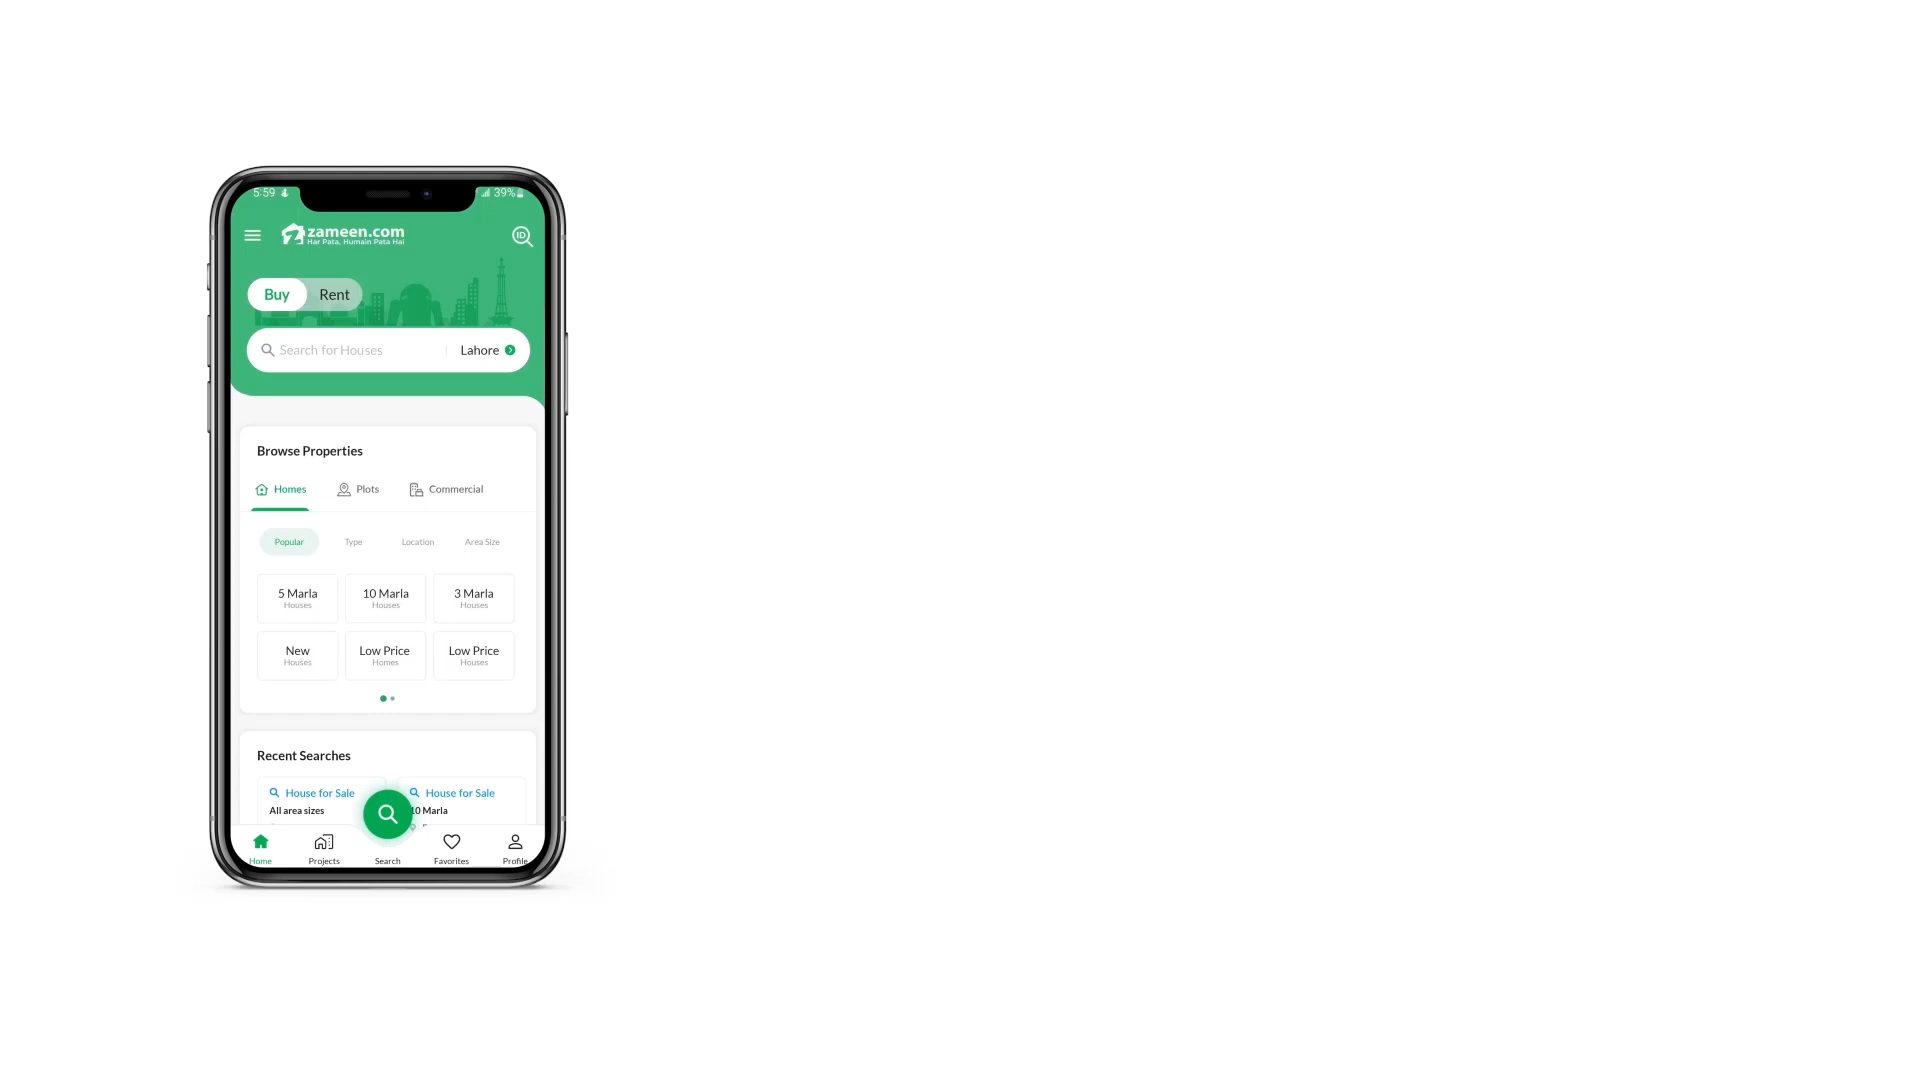 5:59
39%
zameen.com
Har Pata, Humain Pata Hai
ID
Buy
Rent
Search for Houses
Lahore
Browse Properties
Homes
Plots
Commercial
Popular
Type
Location
Area Size
5 Marla
Houses
10 Marla
Houses
3 Marla
Houses
New
Houses
Low Price
Homes
Low Price
Houses
Recent Searches
House for Sale
All area sizes
House for Sale
10 Marla
Home
Projects
Search
Favorites
Profile